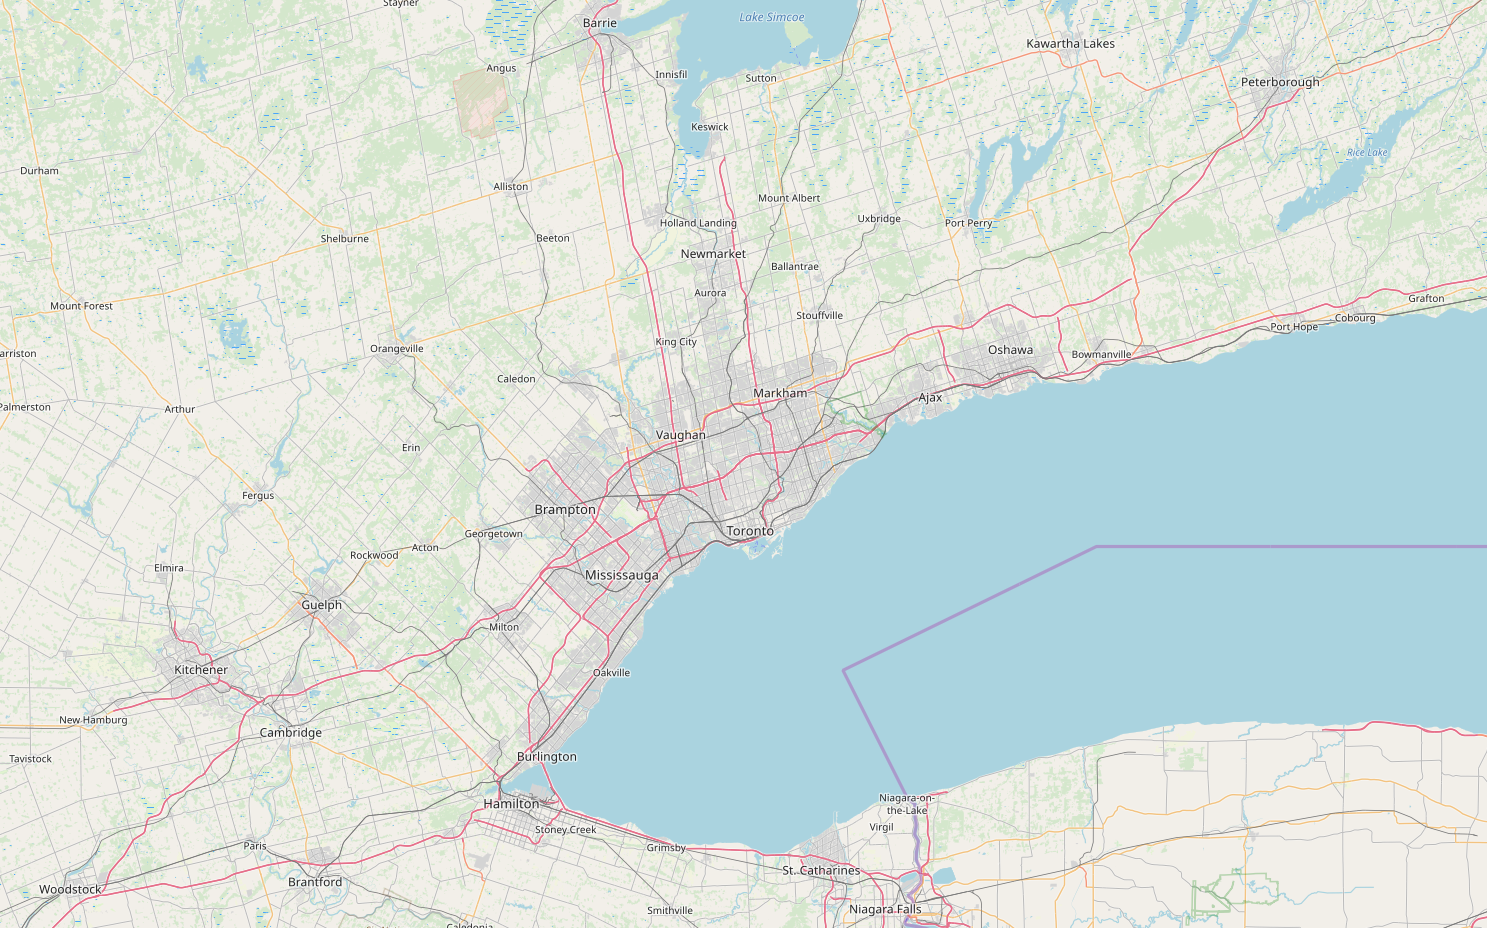 Stayner
Barrie
Lake Simcoe
Kawartha Lakes
Angus
Innisfil
Sutton
Peterborough
Keswick
Rice Lake
Durham
Alliston
Mount Albert
Holland Landing
Uxbridge
Port Perry
Shelburne
Beeton
Newmarket
Ballantrae
Aurora
Mount Forest
Grafton
Stouffville
Cobourg
Port Hope
King City
Orangeville
Oshawa
arriston
Bowmanville
Caledon
Markham
Ajax
Palmerston
Arthur
Vaughan
Erin
Fergus
Brampton
Toronto
Georgetown
Acton
Rockwood
Elmira
Mississauga
Guelph
Milton
Kitchener
Oakville
New Hamburg
Cambridge
Tavistock
Burlington
Hamilton
Niagara-on-
the-Lake
Virgil
Stoney Creek
Paris
Grimsby
St. Catharines
Brantford
Woodstock
Smithville
Niagara Falls
Caledonia